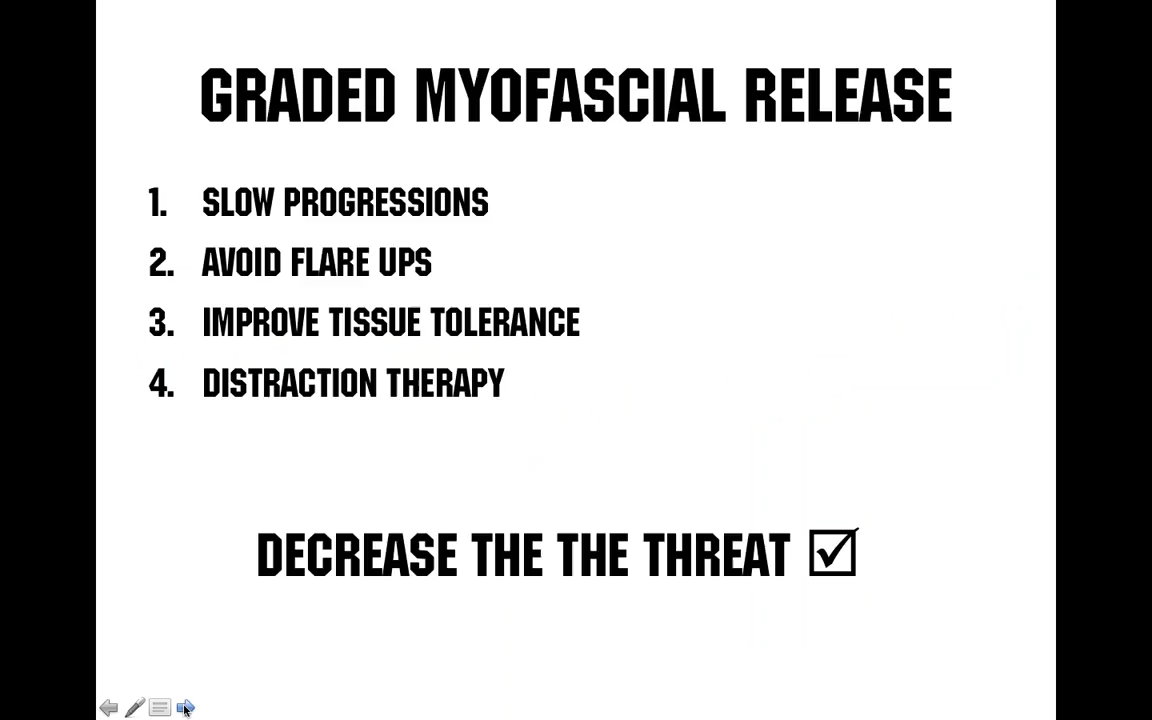 GRADED MYOFASCIAL RELEASE
1. SLOW PROGRESSIONS
2. AVOID FLARE UPS
3. IMPROVE TISSUE TOLERANCE
4. DISTRACTION THERAPY
DECREASE THE THE THREAT ☑